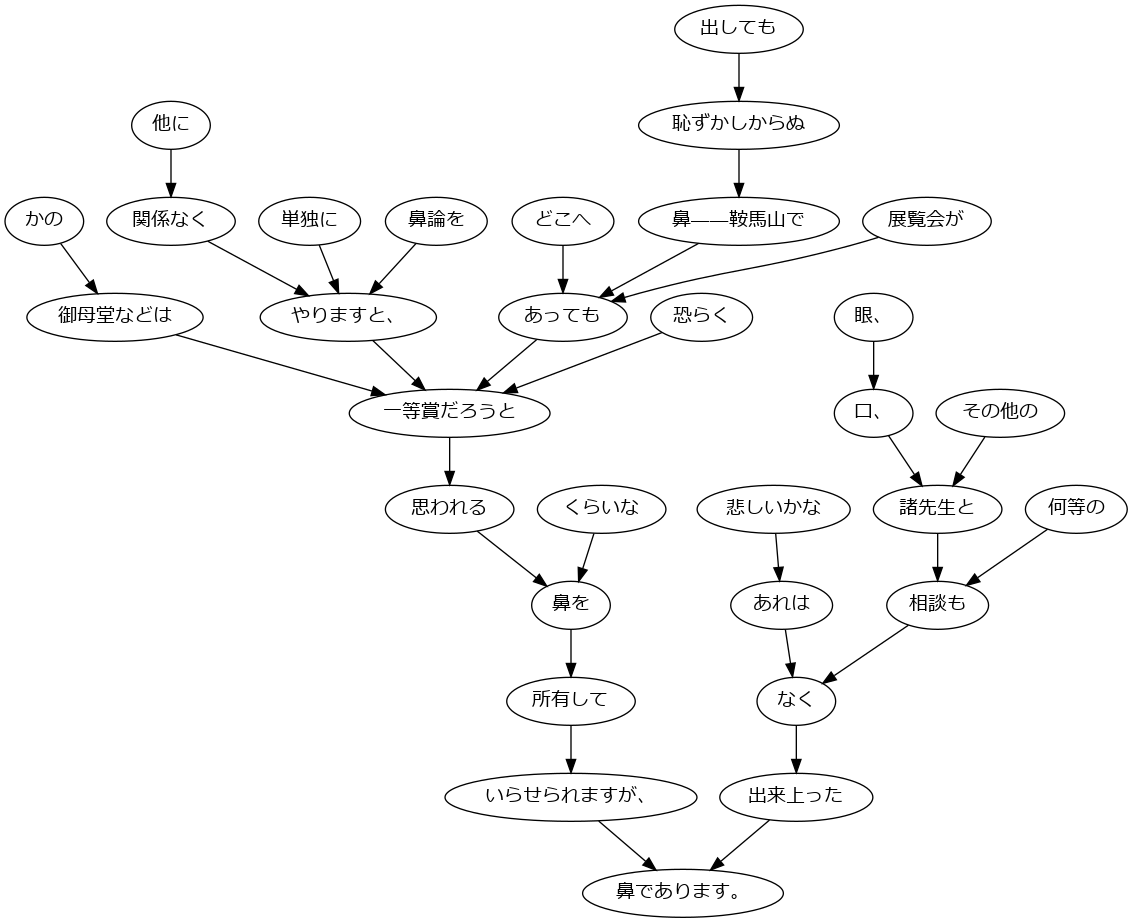 出しても
他に
恥ずかしからぬ
かの
関係なく
単独に
鼻論を
どこへ
鼻――鞍馬山で
展覧会が
御母堂などは
やりますと、
あっても
恐らく
眼、
一等賞だろうと
口、
その他の
思われる
くらいな
悲しいかな
諸先生と
何等の
鼻を
あれは
相談も
所有して
なく
いらせられますが、
出来上った
鼻であります。